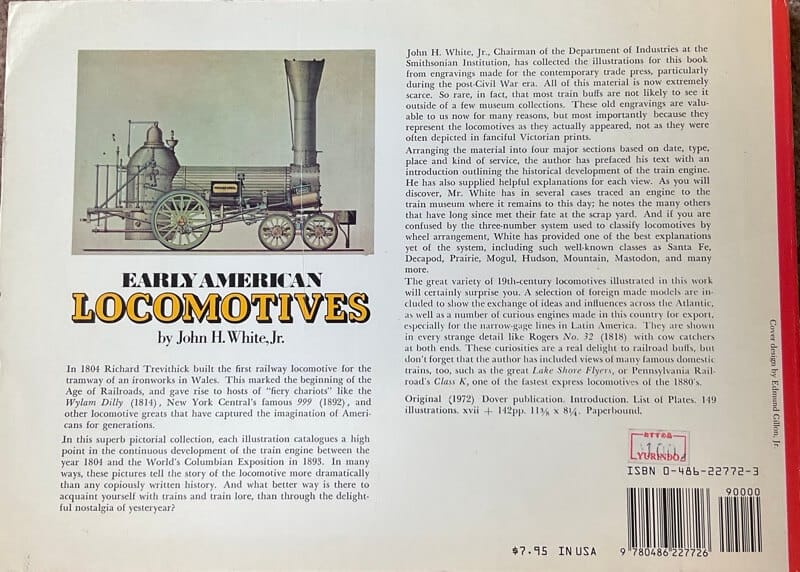 EARLY AMERICAN
LOCOMOTIVES
by John H. White, Jr.
In 1804 Richard Trevithick built the first railway locomotive for the
tramway of an ironworks in Wales. This marked the beginning of the
Age of Railroads, and gave rise to hosts of "fiery chariots" like the
Wylam Dilly (1814), New York Central's famous 999 (1892), and
other locomotive greats that have captured the imagination of Ameri-
cans for generations.
In this superb pictorial collection, each illustration catalogues a high
point in the continuous development of the train engine between the
year 1804 and the World's Columbian Exposition in 1893. In many
ways, these pictures tell the story of the locomotive more dramatically
than any copiously written history. And what better way is there to
acquaint yourself with trains and train lore, than through the delight-
ful nostalgia of yesteryear?
John H. White, Jr., Chairman of the Department of Industries at the
Smithsonian Institution, has collected the illustrations for this book
from engravings made for the contemporary trade press, particularly
during the post-Civil War era. All of this material is now extremely
scarce. So rare, in fact, that most train buffs are not likely to see it
outside of a few museum collections. These old engravings are valu-
able to us now for many reasons, but most importantly because they
represent the locomotives as they actually appeared, not as they were
often depicted in fanciful Victorian prints.
Arranging the material into four major sections based on date, type,
place and kind of service, the author has prefaced his text with an
introduction outlining the historical development of the train engine.
He has also supplied helpful explanations for each view. As you will
discover, Mr. White has in several cases traced an engine to the
train museum where it remains to this day; he notes the many others
that have long since met their fate at the scrap yard. And if you are
confused by the three-number system used to classify locomotives by
wheel arrangement, White has provided one of the best explanations
yet of the system, including such well-known classes as Santa Fe,
Decapod, Prairie, Mogul, Hudson, Mountain, Mastodon, and many
more.
The great variety of 19th-century locomotives illustrated in this work
will certainly surprise you. A selection of foreign made models are in-
cluded to show the exchange of ideas and influences across the Atlantic,
as well as a number of curious engines made in this country for export,
especially for the narrow-gage lines in Latin America. They are shown
in every strange detail like Rogers No. 32 (1818) with cow catchers
at both ends. These curiosities are a real delight to railroad buffs, but
don't forget that the author has included views of many famous domestic
trains, too, such as the great Lake Shore Flyers, or Pennsylvania Rail-
road's Class K, one of the fastest express locomotives of the 1880's.
Original (1972) Dover publication. Introduction. List of Plates. 149
illustrations. xvii + 142pp. 11⅜ x 8¼. Paperbound.
Cover design by Edmund Gillon, Jr.
YURINDO
ISBN 0-486-22772-3
90000
$7.95 IN USA
9 780486 227726